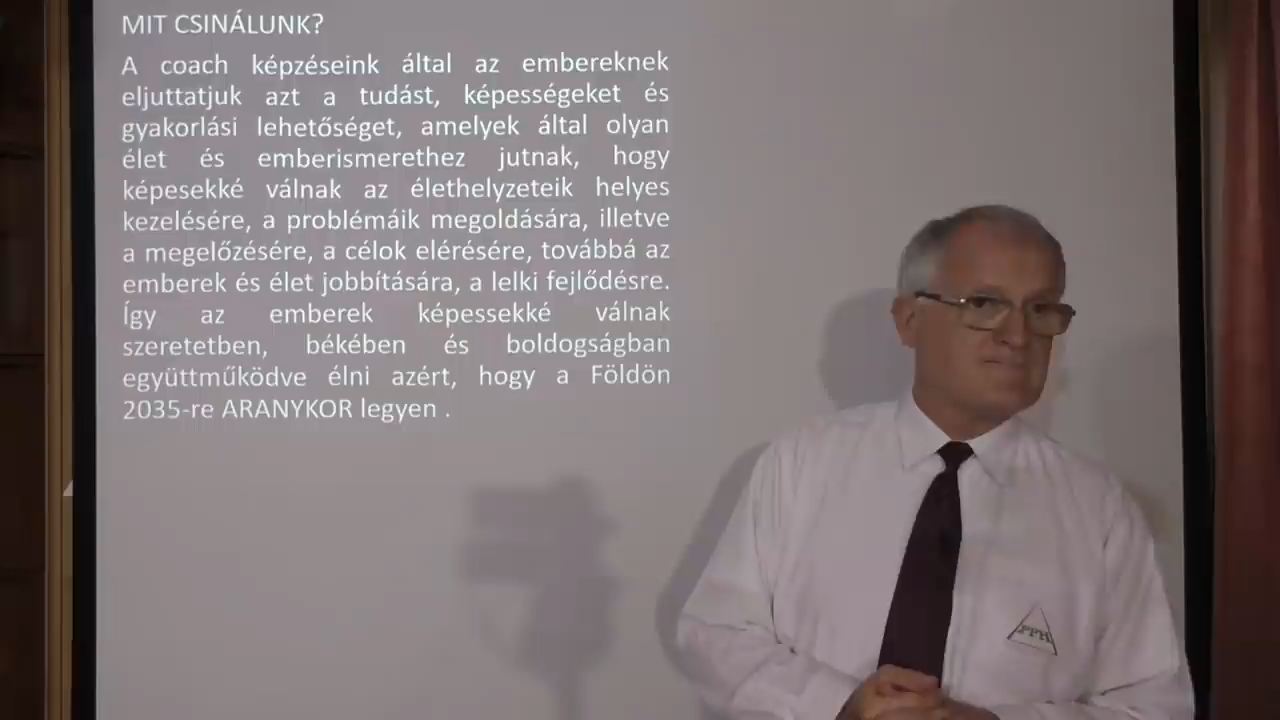 MIT CSINÁLUNK?
A coach képzéseink által az embereknek
eljuttatjuk azt a tudást, képességeket és
gyakorlási lehetőséget, amelyek által olyan
élet és emberismerethez jutnak, hogy
képesekké válnak az élethelyzeteik helyes
kezelésére, a problémáik megoldására, illetve
a megelőzésére, a célok elérésére, továbbá az
emberek és élet jobbítására, a lelki fejlődésre.
Így az emberek képessekké válnak
szeretetben, békében és boldogságban
együttműködve élni azért, hogy a Földön
2035-re ARANYKOR legyen .